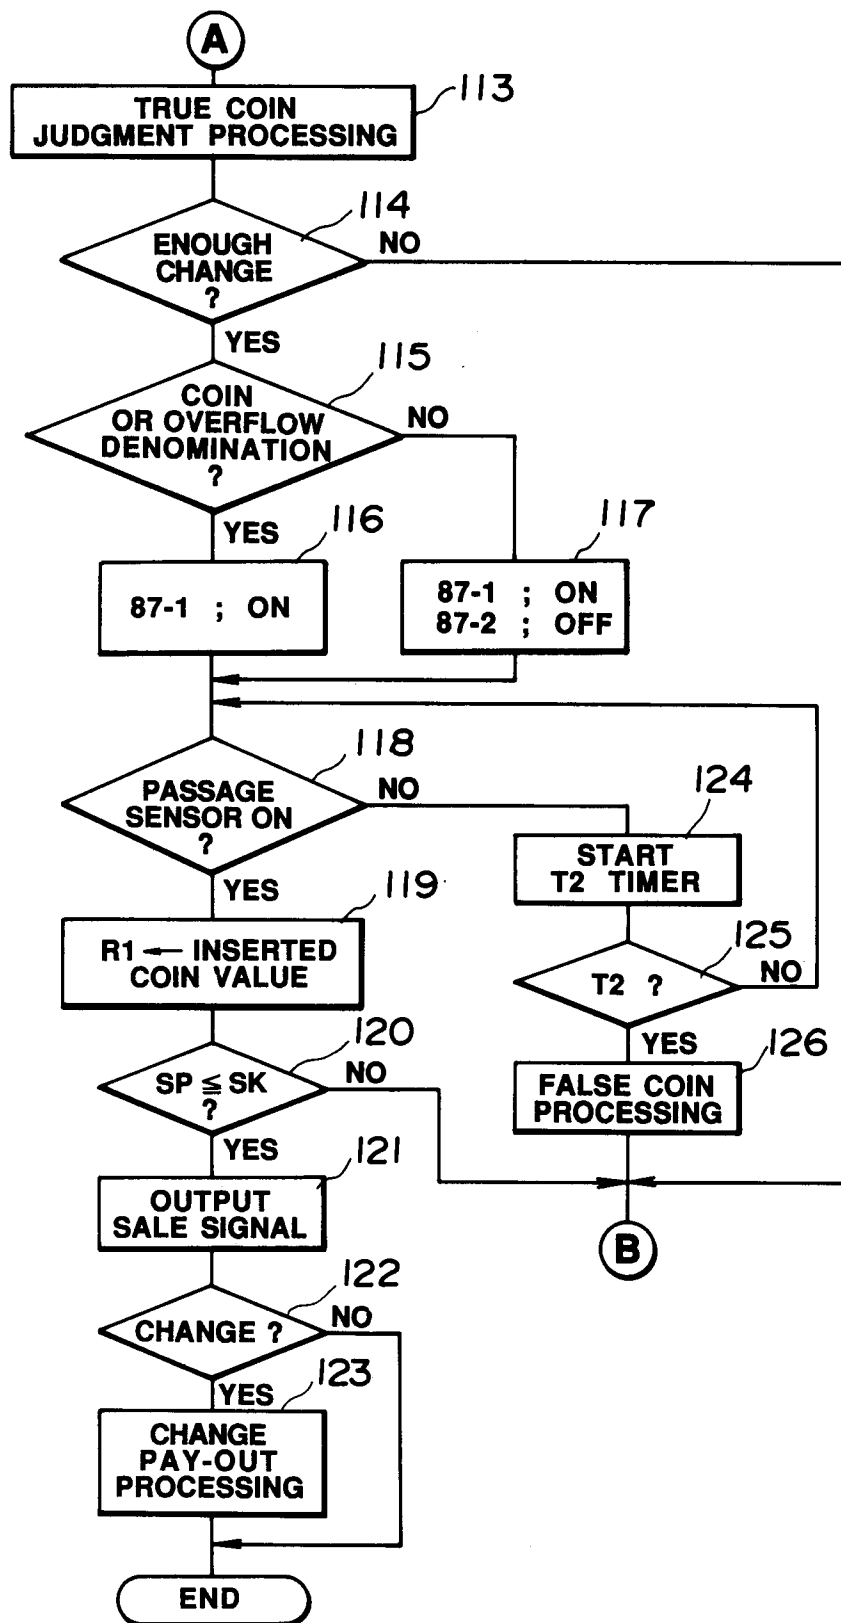 A
113
TRUE COIN
JUDGMENT PROCESSING
114
ENOUGH
CHANGE
?
NO
YES
115
COIN
OR OVERFLOW
DENOMINATION
?
NO
YES
116
87-1 ; ON
117
87-1 ; ON
87-2 ; OFF
118
PASSAGE
SENSOR ON
?
NO
YES
124
START
T2 TIMER
119
R1 ← INSERTED
COIN VALUE
125
T2 ?
NO
YES
120
SP ≦ SK
?
NO
YES
126
FALSE COIN
PROCESSING
121
OUTPUT
SALE SIGNAL
B
122
CHANGE ?
NO
YES
123
CHANGE
PAY-OUT
PROCESSING
END